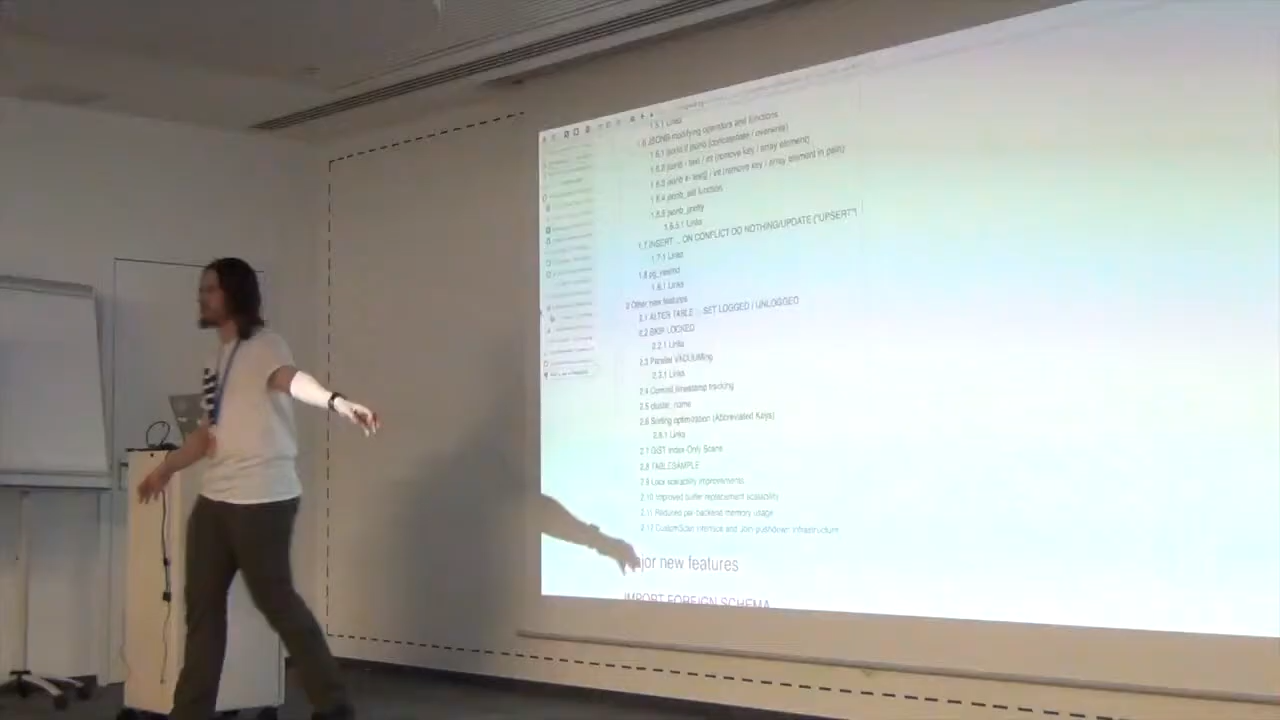 1.5.1 Links
1.6 JSONB-modifying operators and functions
1.6.1 jsonb || jsonb (concatenate / overwrite)
1.6.2 jsonb - text / int (remove key / array element)
1.6.3 jsonb #- text[] / int (remove key / array element in path)
1.6.4 jsonb_set function
1.6.5 jsonb_pretty
1.6.5.1 Links
1.7 INSERT ... ON CONFLICT DO NOTHING/UPDATE ("UPSERT")
1.7.1 Links
1.8 pg_rewind
1.8.1 Links
2 Other new features
2.1 ALTER TABLE ... SET LOGGED / UNLOGGED
2.2 SKIP LOCKED
2.2.1 Links
2.3 Parallel VACUUMing
2.3.1 Links
2.4 Commit timestamp tracking
2.5 cluster_name
2.6 Sorting optimization (Abbreviated Keys)
2.6.1 Links
2.7 GiST Index Only Scans
2.8 TABLESAMPLE
2.9 Lock scalability improvements
2.10 Improved buffer replacement scalability
2.11 Reduced per-backend memory usage
2.12 CustomScan interface and Join pushdown infrastructure
ajor new features
IMPORT FOREIGN SCHEMA